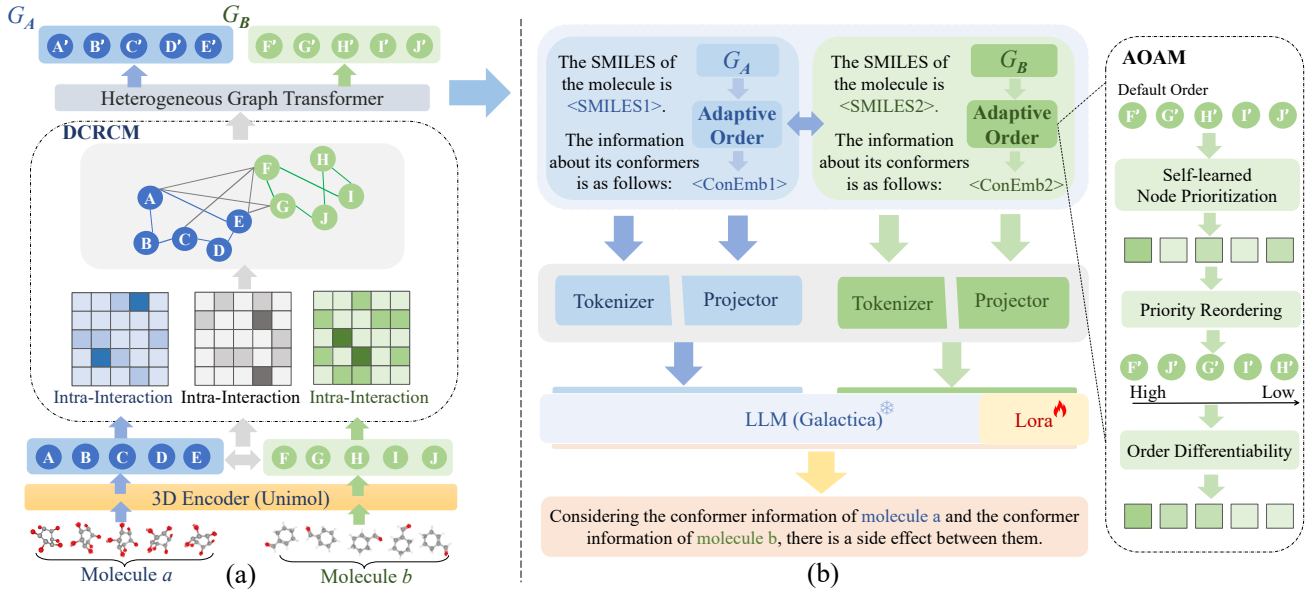 G_A
G_B
A' B' C' D' E'
F' G' H' I' J'
Heterogeneous Graph Transformer
DCRCM
A
B
C
D
E
F
G
H
I
J
Intra-Interaction
Intra-Interaction
Intra-Interaction
A B C D E
F G H I J
3D Encoder (Unimol)
Molecule a
(a)
Molecule b
The SMILES of
the molecule is
<SMILES1>.
The information
about its conformers
is as follows:
G_A
Adaptive
Order
<ConEmb1>
The SMILES of
the molecule is
<SMILES2>.
The information
about its conformers
is as follows:
G_B
Adaptive
Order
<ConEmb2>
Tokenizer
Projector
Tokenizer
Projector
LLM (Galactica)
Lora
Considering the conformer information of molecule a and the conformer
information of molecule b, there is a side effect between them.
(b)
AOAM
Default Order
F' G' H' I' J'
Self-learned
Node Prioritization
Priority Reordering
F' J' G' I' H'
High
Low
Order Differentiability